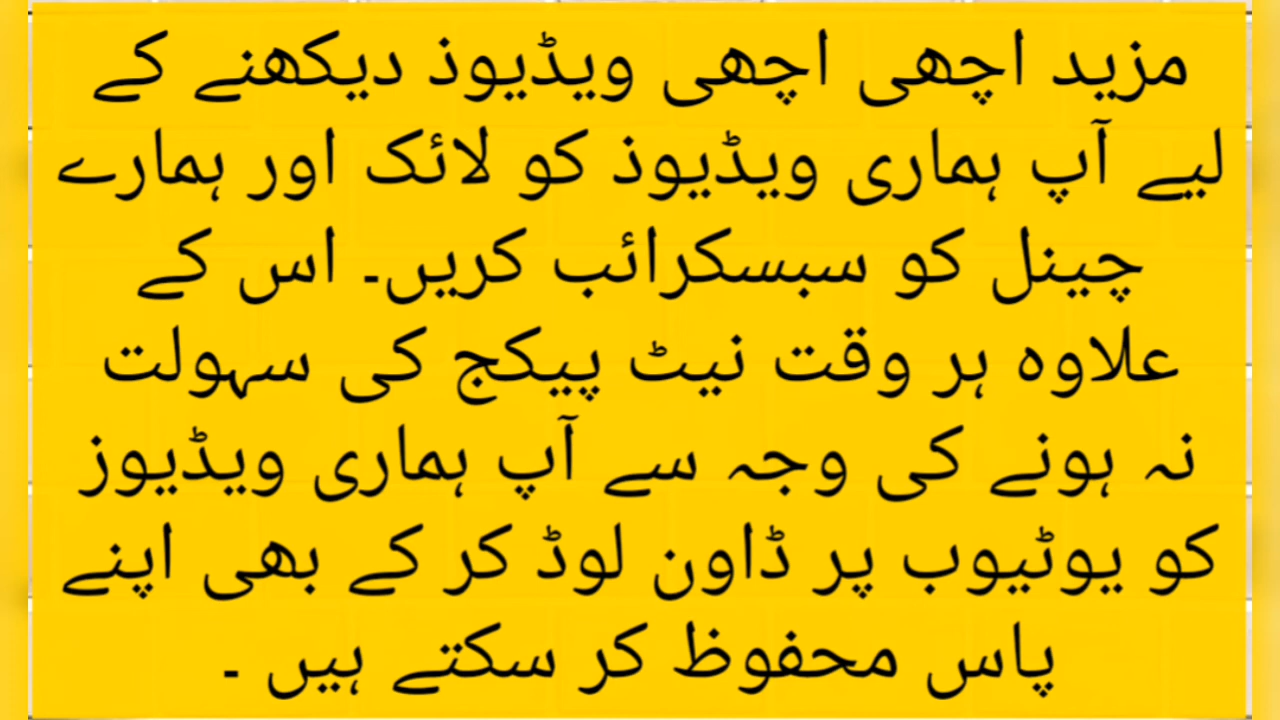 مزید اچھی اچھی ویڈیوذ دیکھنے کے
لیے آپ ہماری ویڈیوذ کو لائک اور ہمارے
چینل کو سبسکرائب کریں۔ اس کے
علاوہ ہر وقت نیٹ پیکج کی سہولت
نہ ہونے کی وجہ سے آپ ہماری ویڈیوز
کو یوٹیوب پر ڈاون لوڈ کر کے بھی اپنے
پاس محفوظ کر سکتے ہیں ۔